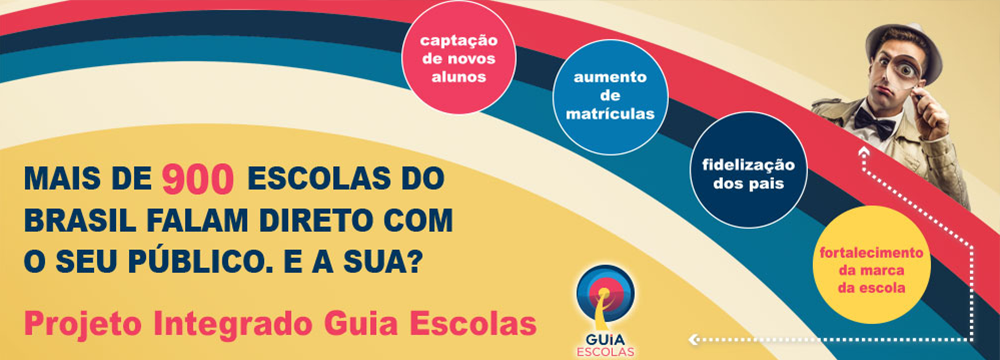 captação
de novos
alunos
aumento
de
matrículas
fidelização
dos pais
fortalecimento
da marca
da escola
MAIS DE 900 ESCOLAS DO
BRASIL FALAM DIRETO COM
O SEU PÚBLICO. E A SUA?
Projeto Integrado Guia Escolas
GUiA
ESCOLAS